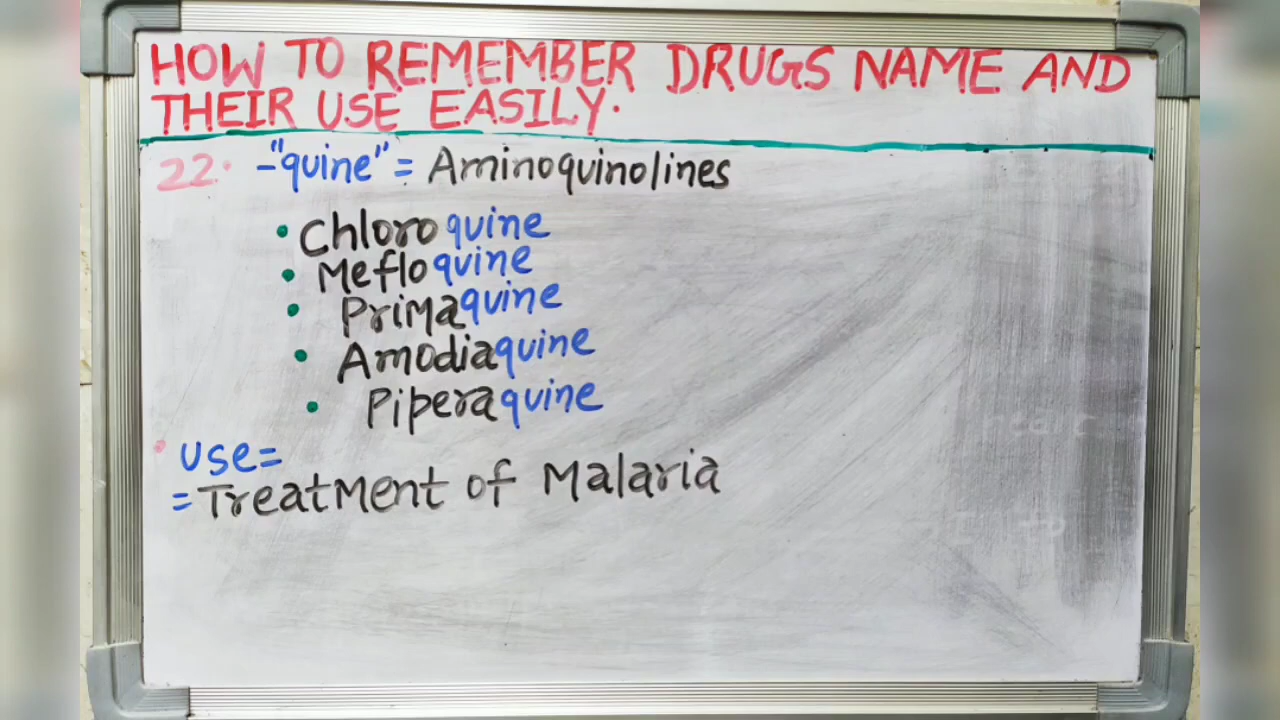 HOW TO REMEMBER DRUGS NAME AND
THEIR USE EASILY.
22. -"quine" = Aminoquinolines
• Chloroquine
• Mefloquine
• Primaquine
• Amodiaquine
• Piperaquine
• Use=
= Treatment of Malaria